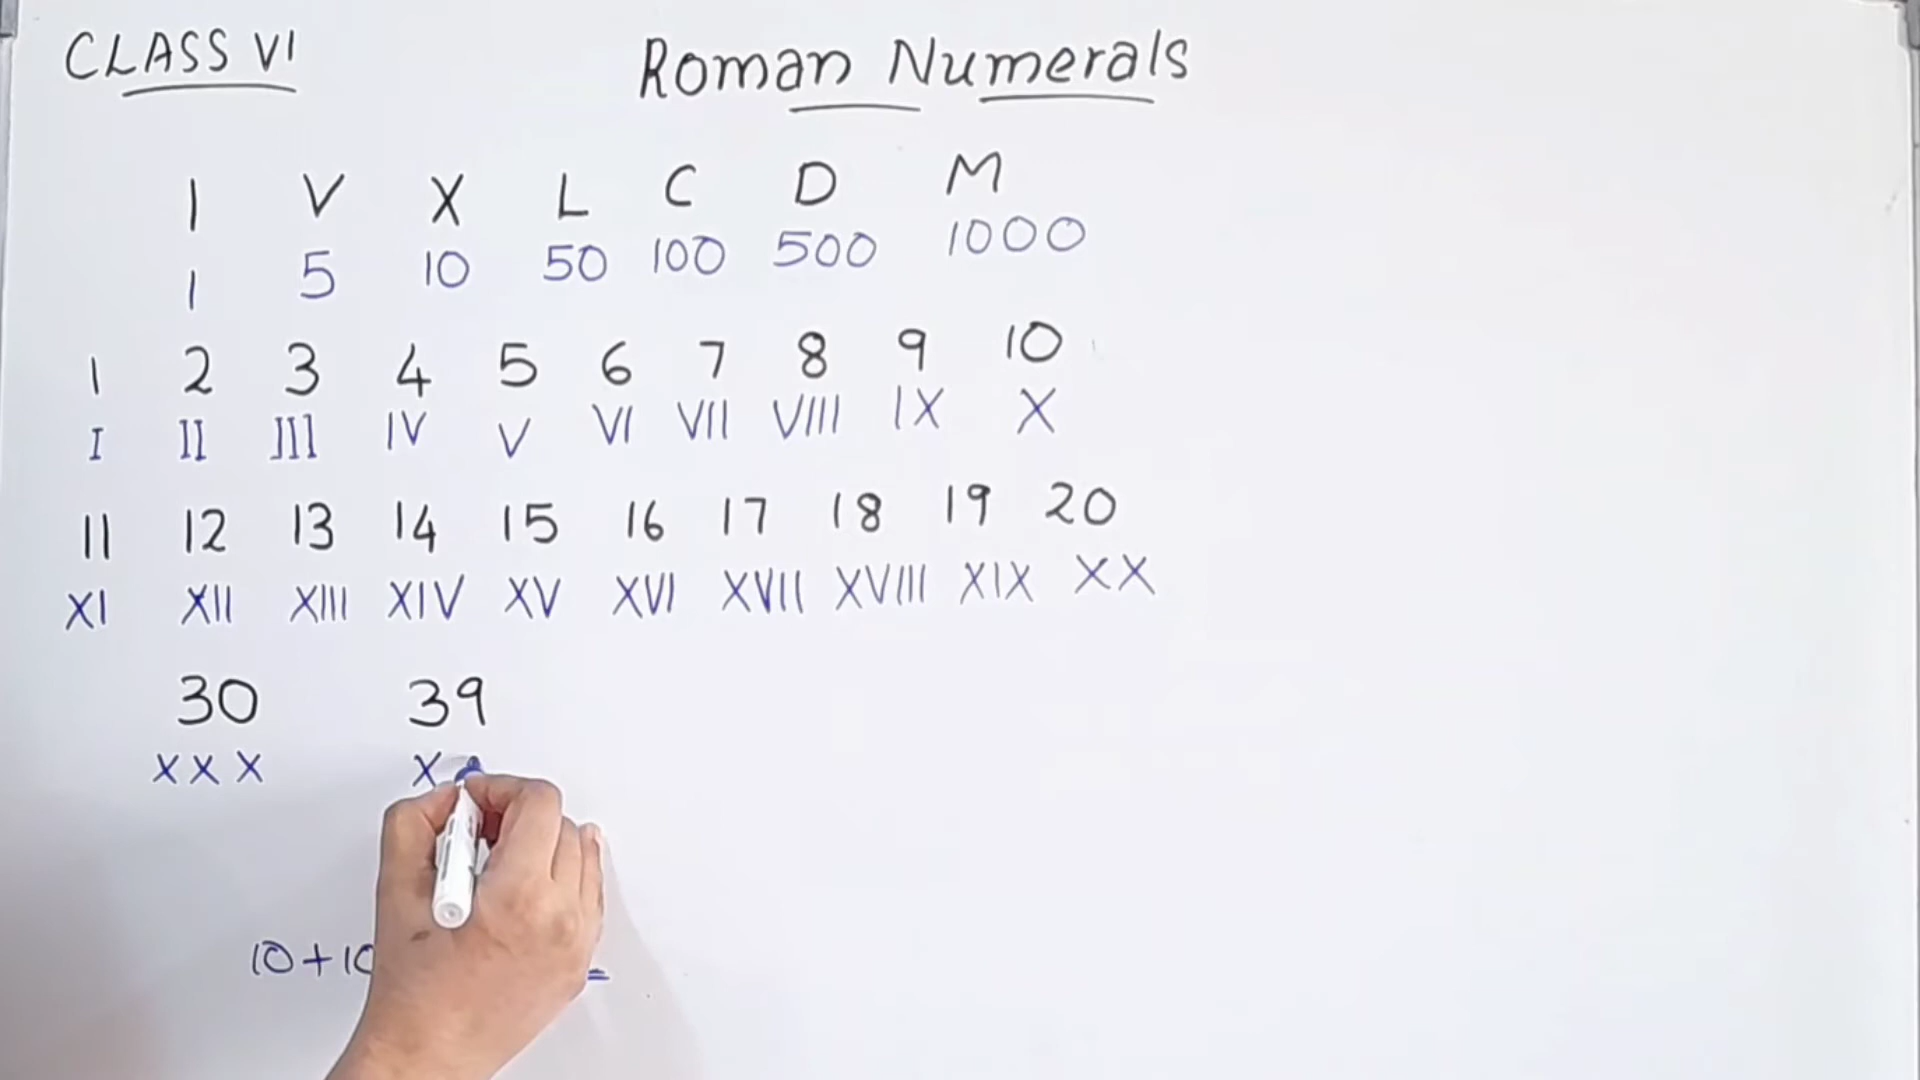 CLASS VI Roman Numerals
I V X L C D M
1 5 10 50 100 500 1000
1 2 3 4 5 6 7 8 9 10
I II III IV V VI VII VIII IX X
11 12 13 14 15 16 17 18 19 20
XI XII XIII XIV XV XVI XVII XVIII XIX XX
30 39
XXX X
10+10 =